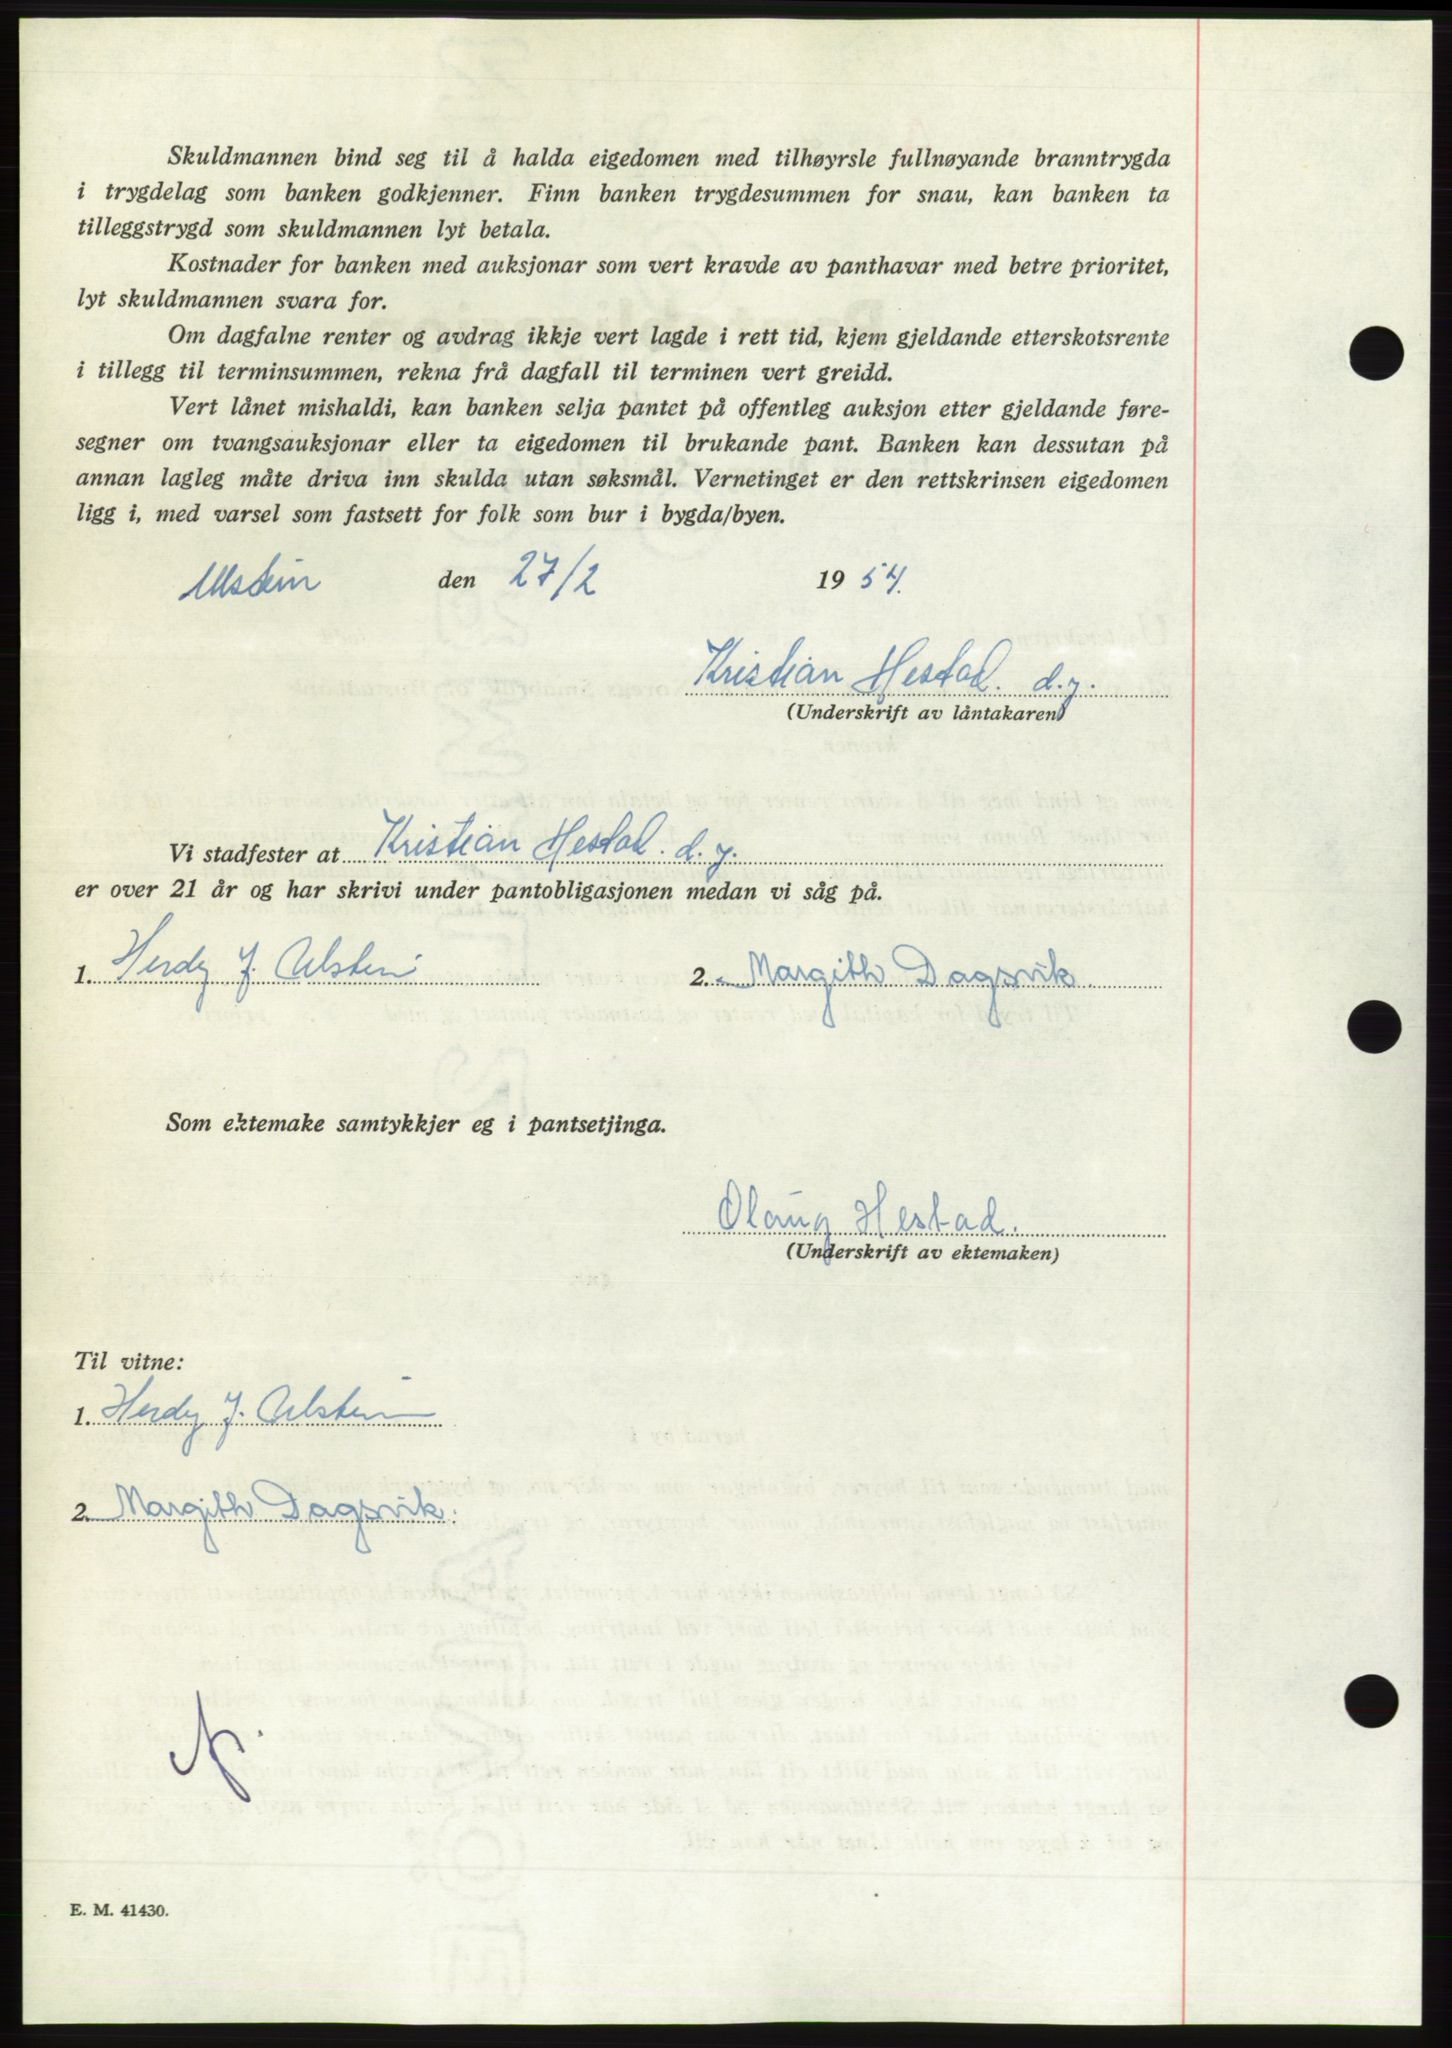 Skuldmannen bind seg til å halda eigedomen med tilhøyrsle fullnøyande branntrygda
i trygdelag som banken godkjenner. Finn banken trygdesummen for snau, kan banken ta
tilleggstrygd som skuldmannen lyt betala.
Kostnader for banken med auksjonar som vert kravde av panthavar med betre prioritet,
lyt skuldmannen svara for.
Om dagfalne renter og avdrag ikkje vert lagde i rett tid, kjem gjeldande etterskotsrente
i tillegg til terminsummen, rekna frå dagfall til terminen vert greidd.
Vert lånet mishaldi, kan banken selja pantet på offentleg auksjon etter gjeldande føre-
segner om tvangsauksjonar eller ta eigedomen til brukande pant. Banken kan dessutan på
annan lagleg måte driva inn skulda utan søksmål. Vernetinget er den rettskrinsen eigedomen
ligg i, med varsel som fastsett for folk som bur i bygda/byen.
Ulstein den 27/2 1954.
Kristian Hestad. d.y.
(Underskrift av låntakaren)
Vi stadfester at Kristian Hestad. d.y.
er over 21 år og har skrivi under pantobligasjonen medan vi såg på.
1. Herdy J. Ulstein 2. Margith Dagsvik.
Som ektemake samtykkjer eg i pantsetjinga.
Olaug Hestad.
(Underskrift av ektemaken)
Til vitne:
1. Herdy J. Ulstein
2. Margith Dagsvik.
E. M. 41430.